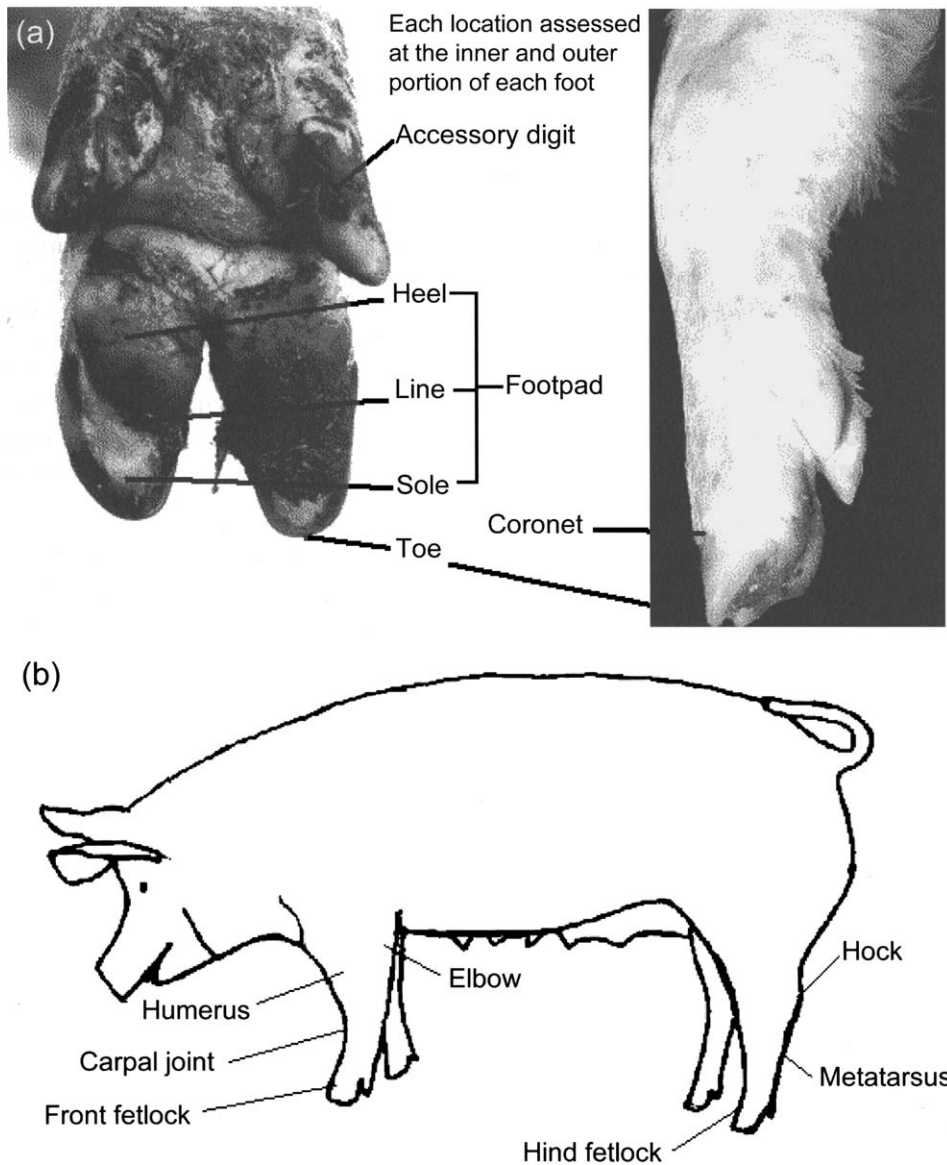 (a)
Each location assessed
at the inner and outer
portion of each foot
Accessory digit
Heel
Line
Footpad
Sole
Coronet
Toe
(b)
Elbow
Hock
Humerus
Carpal joint
Metatarsus
Front fetlock
Hind fetlock